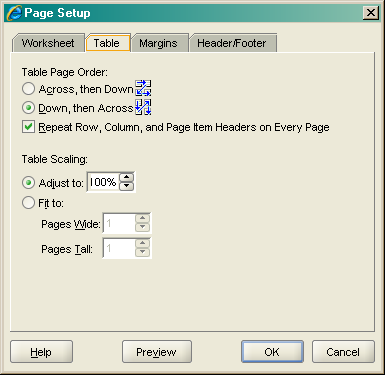 Page Setup
Worksheet Table Margins Header/Footer
Table Page Order:
Across, then Down
Down, then Across
Repeat Row, Column, and Page Item Headers on Every Page
Table Scaling:
Adjust to: 100%
Fit to:
Pages Wide: 1
Pages Tall: 1
Help Preview OK Cancel